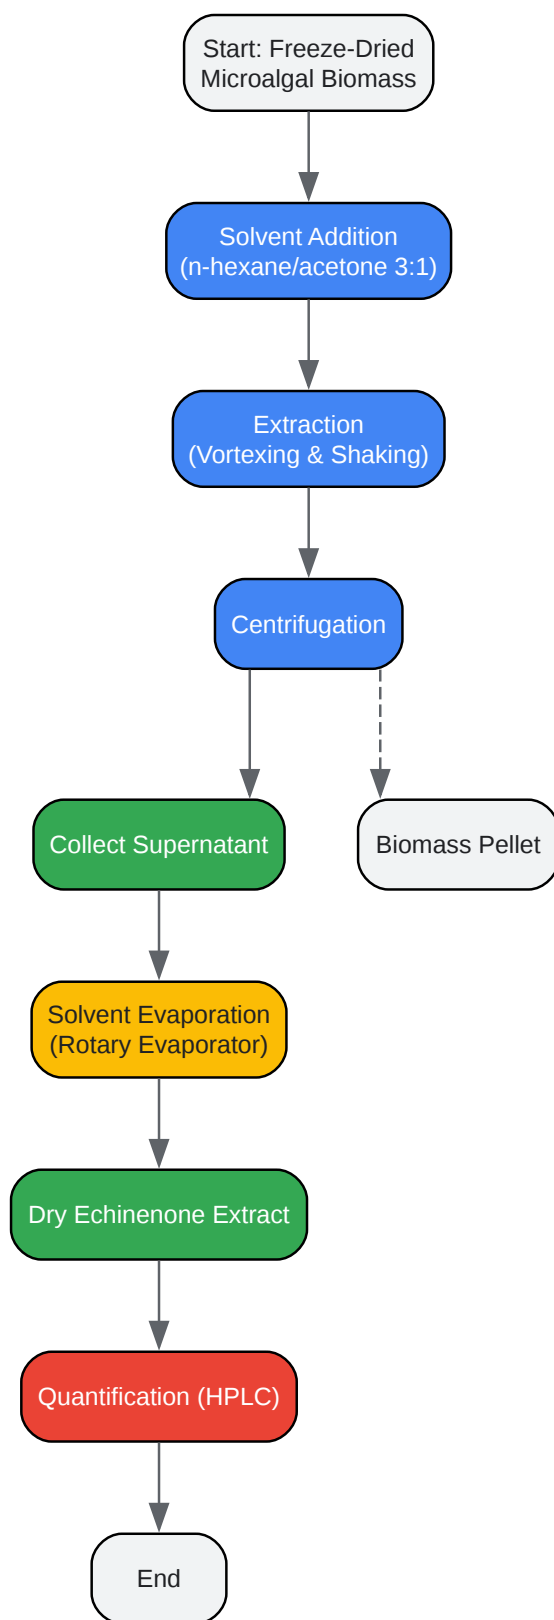 Start: Freeze-Dried
Microalgal Biomass
Solvent Addition
(n-hexane/acetone 3:1)
Extraction
(Vortexing & Shaking)
Centrifugation
Collect Supernatant
Biomass Pellet
Solvent Evaporation
(Rotary Evaporator)
Dry Echinenone Extract
Quantification (HPLC)
End